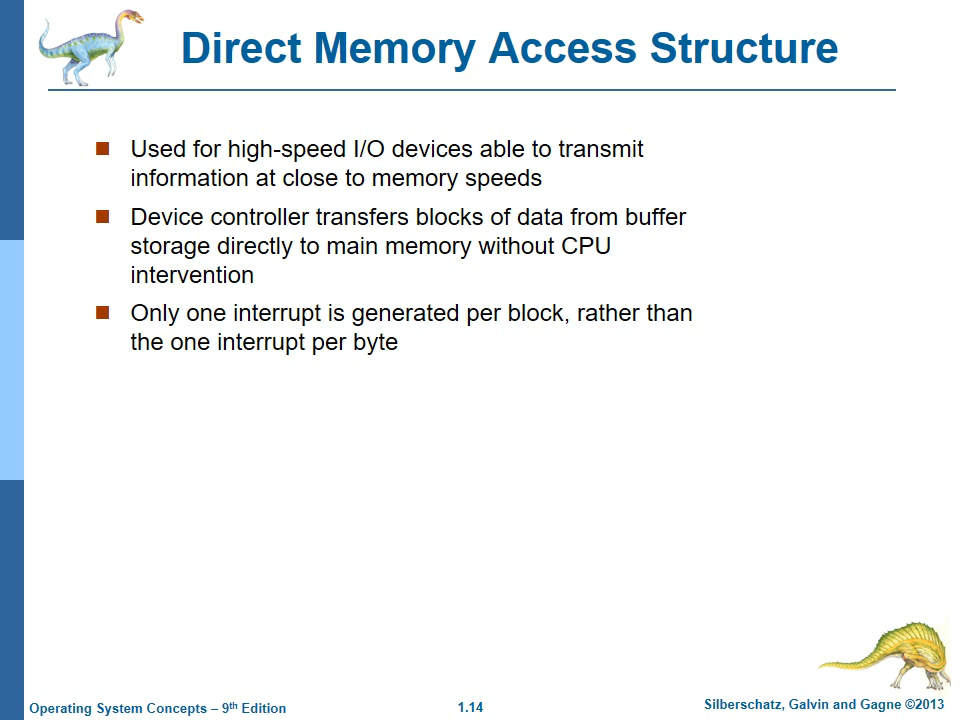 Direct Memory Access Structure
Used for high-speed I/O devices able to transmit
information at close to memory speeds
Device controller transfers blocks of data from buffer
storage directly to main memory without CPU
intervention
Only one interrupt is generated per block, rather than
the one interrupt per byte
Operating System Concepts – 9th Edition
1.14
Silberschatz, Galvin and Gagne ©2013